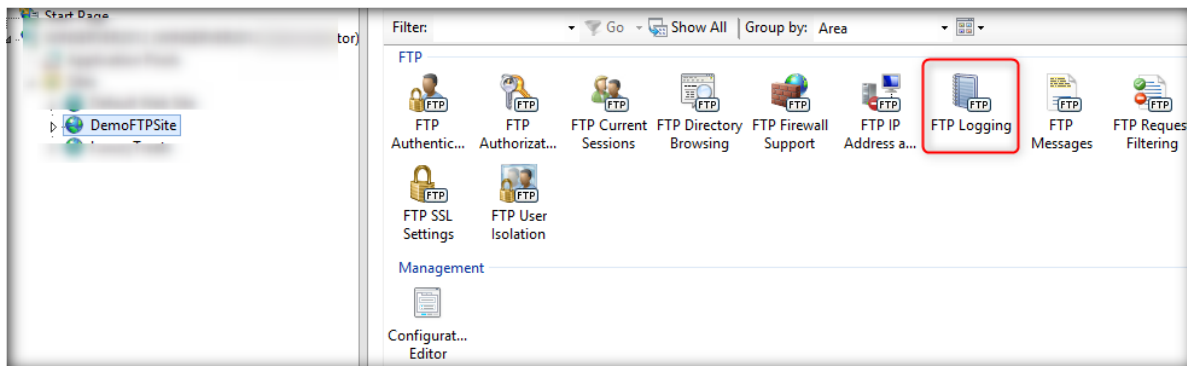 Start Page
tor)
DemoFTPSite
Filter: Go Show All Group by: Area
FTP
FTP FTP FTP FTP FTP FTP FTP FTP FTP
FTP FTP FTP Current FTP Directory FTP Firewall FTP IP FTP Logging FTP FTP Reques
Authentic... Authorizat... Sessions Browsing Support Address a... Messages Filtering
FTP FTP
FTP SSL FTP User
Settings Isolation
Management
Configurat...
Editor